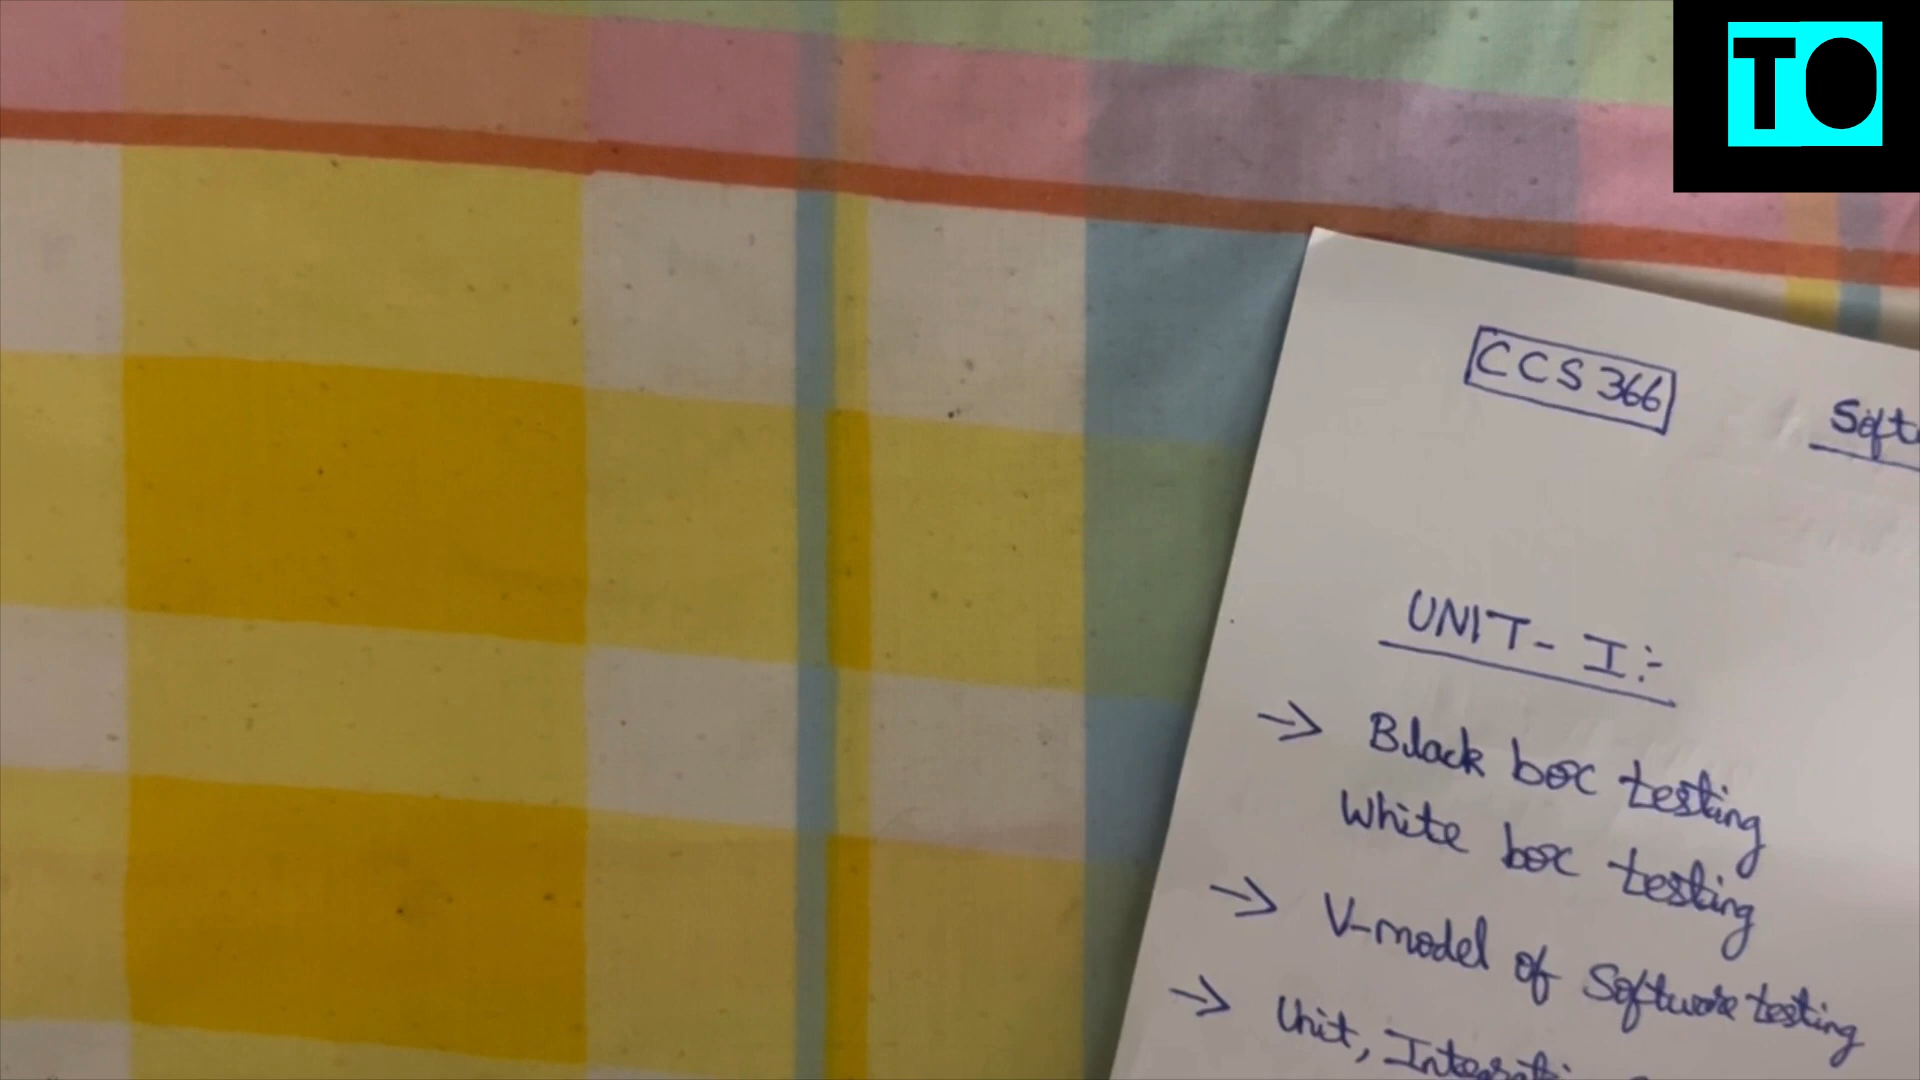 TO
CCS 366
UNIT - I :-
→ Black box testing
White box testing
→ V-model of Software testing
→ Unit,